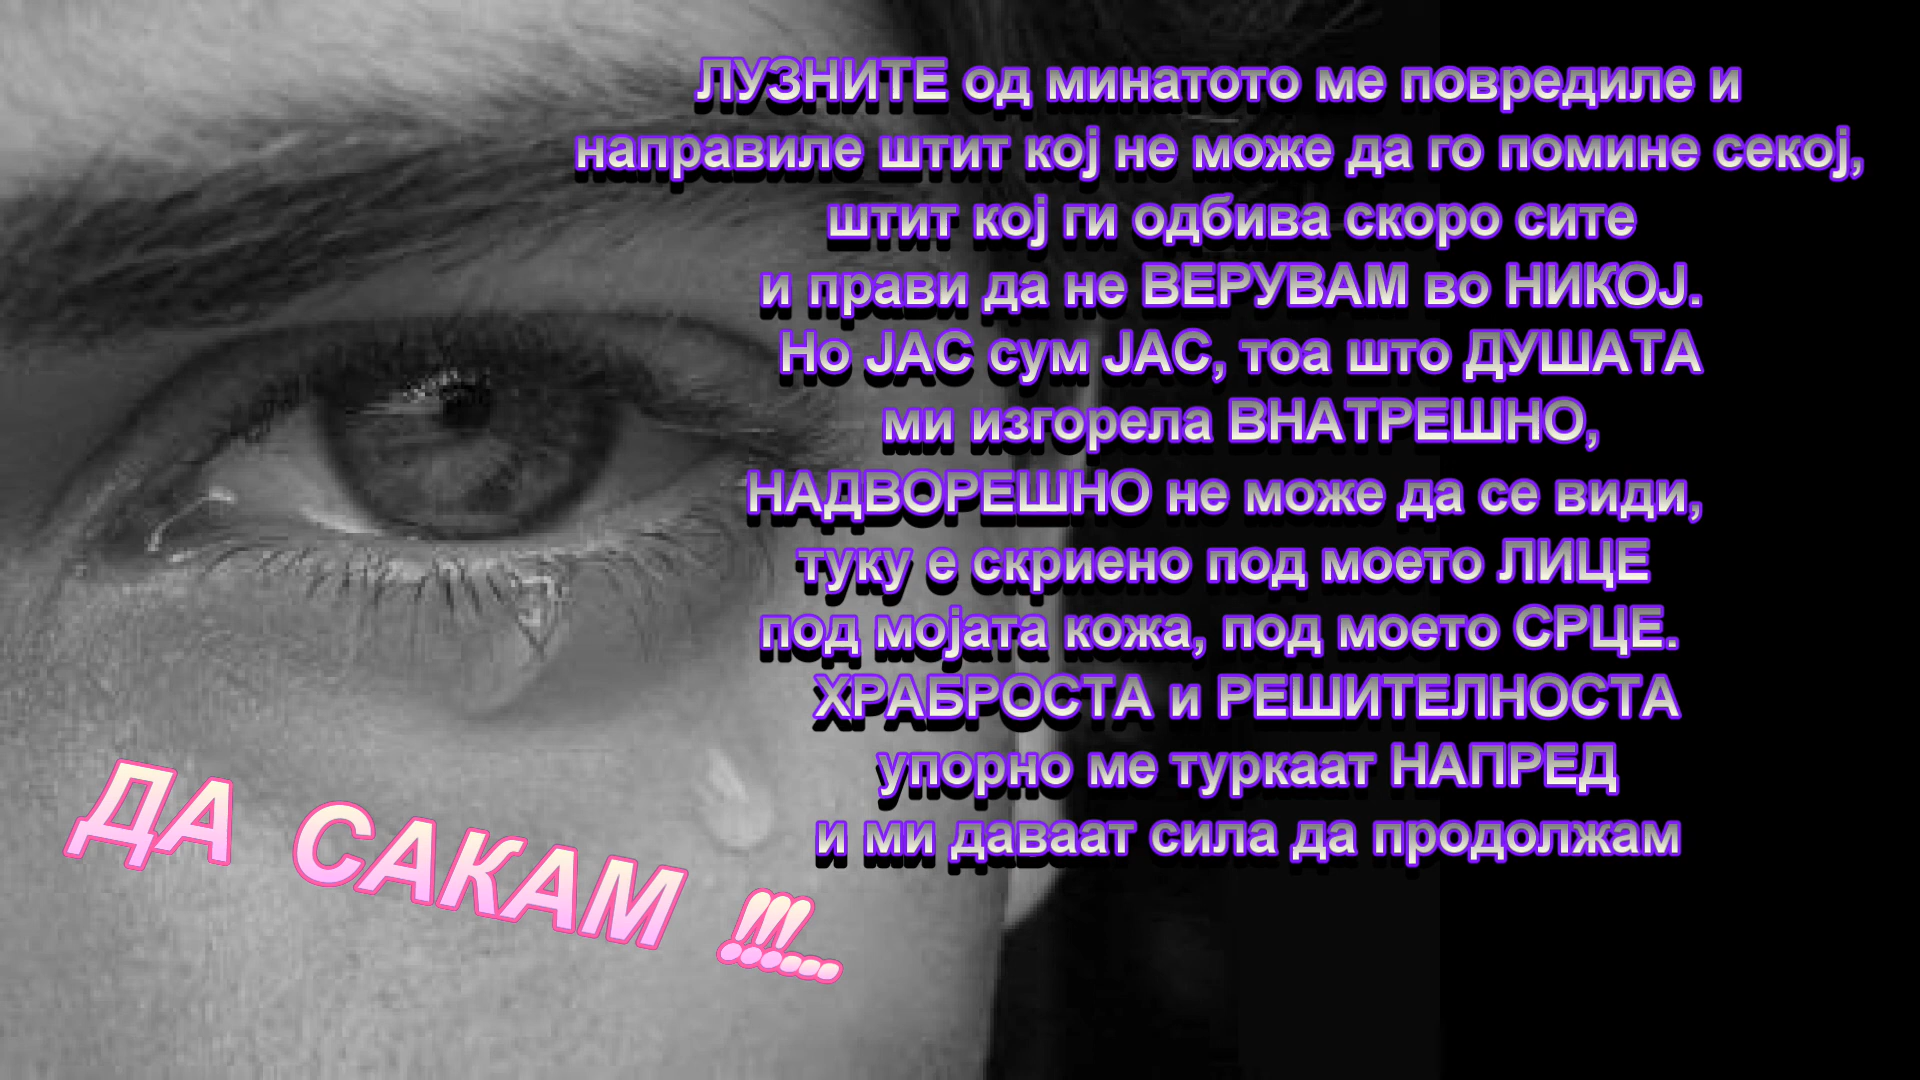 ЛУЗНИТЕ од минатото ме повредиле и
направиле штит кој не може да го помине секој,
штит кој ги одбива скоро сите
и прави да не ВЕРУВАМ во НИКОЈ.
Но ЈАС сум ЈАС, тоа што ДУШАТА
ми изгорела ВНАТРЕШНО,
НАДВОРЕШНО не може да се види,
туку е скриено под моето ЛИЦЕ
под мојата кожа, под моето СРЦЕ.
ХРАБРОСТА и РЕШИТЕЛНОСТА
упорно ме туркаат НАПРЕД
и ми даваат сила да продолжам
ДА САКАМ !!!...